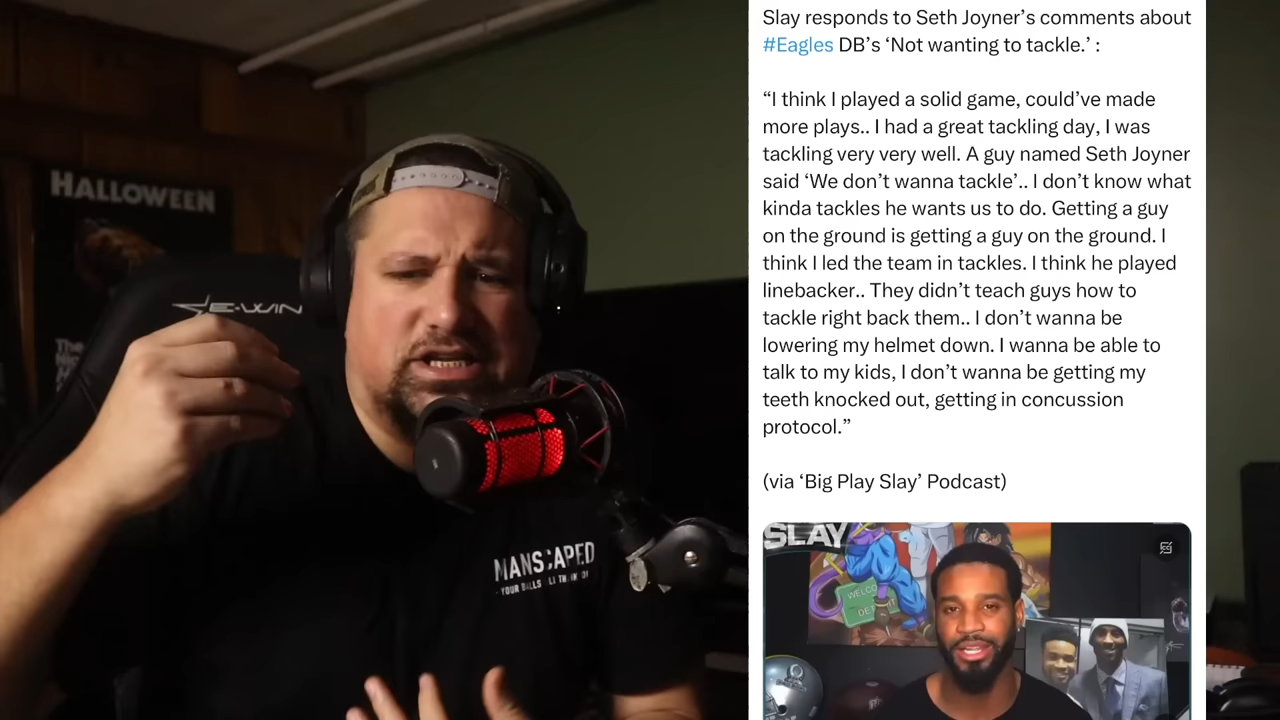 Slay responds to Seth Joyner’s comments about
#Eagles DB’s ‘Not wanting to tackle.’ :
“I think I played a solid game, could’ve made
more plays.. I had a great tackling day, I was
tackling very very well. A guy named Seth Joyner
said ‘We don’t wanna tackle’.. I don’t know what
kinda tackles he wants us to do. Getting a guy
on the ground is getting a guy on the ground. I
think I led the team in tackles. I think he played
linebacker.. They didn’t teach guys how to
tackle right back them.. I don’t wanna be
lowering my helmet down. I wanna be able to
talk to my kids, I don’t wanna be getting my
teeth knocked out, getting in concussion
protocol.”
(via ‘Big Play Slay’ Podcast)
SLAY
HALLOWEEN
The
E-WIN
MANSCAPED
YOUR BALLS